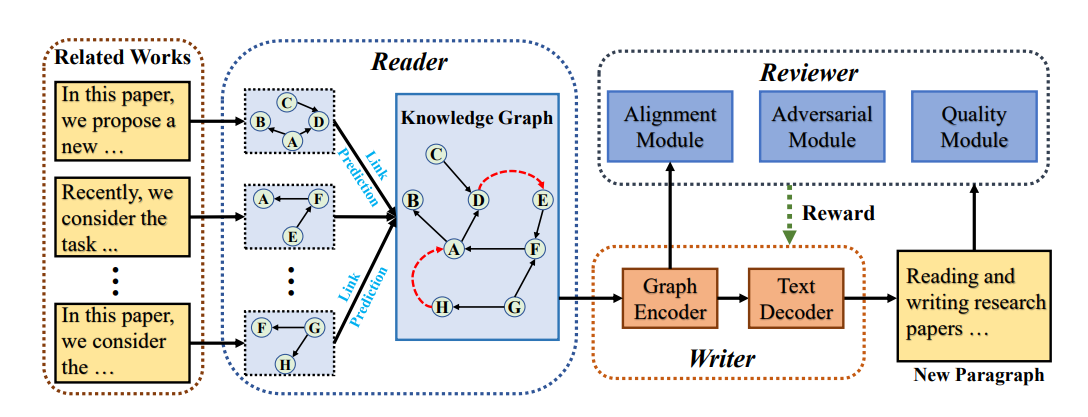 Related Works
In this paper,
we propose a
new …
Recently, we
consider the
task ...
In this paper,
we consider
the …
Reader
C
B
D
A
A
F
E
F
G
H
Link
Prediction
Link
Prediction
Knowledge Graph
C
B
D
E
A
F
H
G
Reviewer
Alignment
Module
Adversarial
Module
Quality
Module
Reward
Graph
Encoder
Text
Decoder
Writer
Reading and
writing research
papers …
New Paragraph